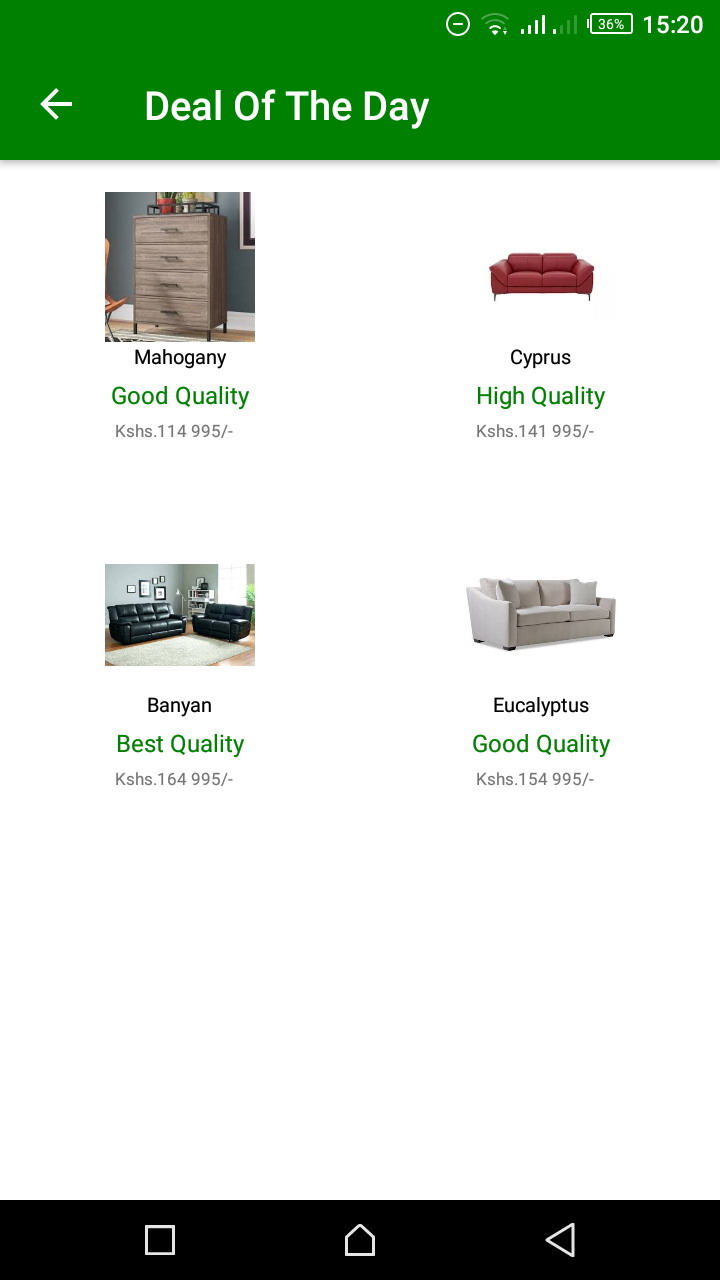 36% 15:20
Deal Of The Day
Mahogany
Good Quality
Kshs.114 995/-
Cyprus
High Quality
Kshs.141 995/-
Banyan
Best Quality
Kshs.164 995/-
Eucalyptus
Good Quality
Kshs.154 995/-